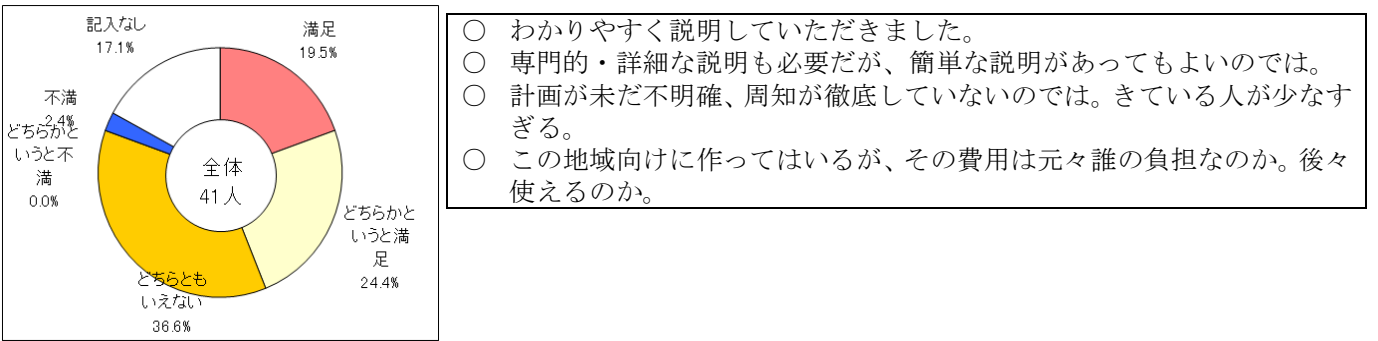 記入なし
17.1%
満足
19.5%
不満
2.4%
どちらかと
いうと不
満
0.0%
全体
41人
どちらかと
いうと満
足
24.4%
どちらとも
いえない
36.6%
○ わかりやすく説明していただきました。
○ 専門的・詳細な説明も必要だが、簡単な説明があってもよいのでは。
○ 計画が未だ不明確、周知が徹底していないのでは。きている人が少なす
ぎる。
○ この地域向けに作ってはいるが、その費用は元々誰の負担なのか。後々
使えるのか。